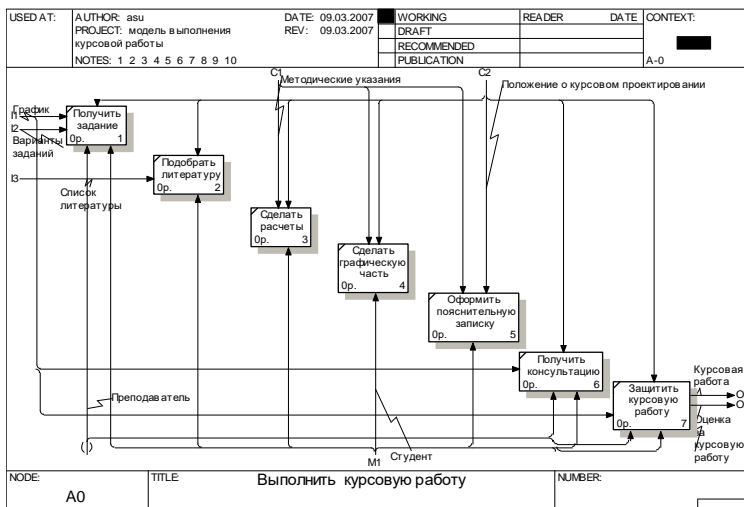 USED AT:
AUTHOR: asu
DATE: 09.03.2007
PROJECT: модель выполнения
курсовой работы
REV: 09.03.2007
NOTES: 1 2 3 4 5 6 7 8 9 10
WORKING
DRAFT
RECOMMENDED
PUBLICATION
READER
DATE
CONTEXT:
A-0
C1
Методические указания
C2
Положение о курсовом проектировании
График
I1
I2
Варианты
заданий
Получить
задание
0р. 1
I3
Список
литературы
Подобрать
литературу
0р. 2
Сделать
расчеты
0р. 3
Сделать
графическую
часть
0р. 4
Оформить
пояснительную
записку
0р. 5
Получить
консультацию
0р. 6
Защитить
курсовую
работу
0р. 7
Курсовая
работа
O
O
Оценка
за
курсовую
работу
Преподаватель
Студент
( )
M1
NODE:
A0
TITLE:
Выполнить курсовую работу
NUMBER: